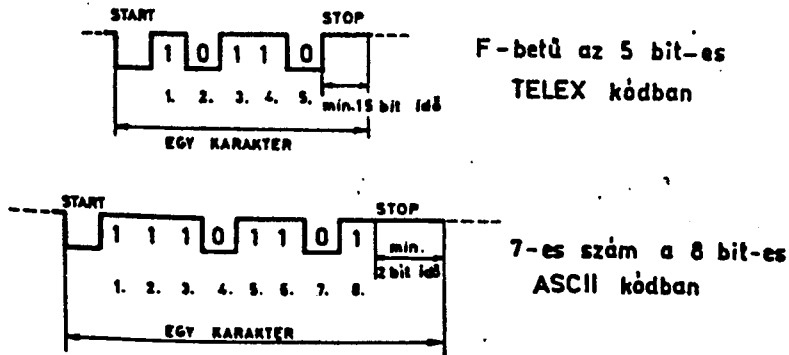 START STOP
1 0 1 1 0
1. 2. 3. 4. 5. min.15 bit idő
EGY KARAKTER
F-betű az 5 bit-es
TELEX kódban
START STOP
1 1 1 0 1 1 0 1 min.
1. 2. 3. 4. 5. 6. 7. 8. 2 bit idő
EGY KARAKTER
7-es szám a 8 bit-es
ASCII kódban